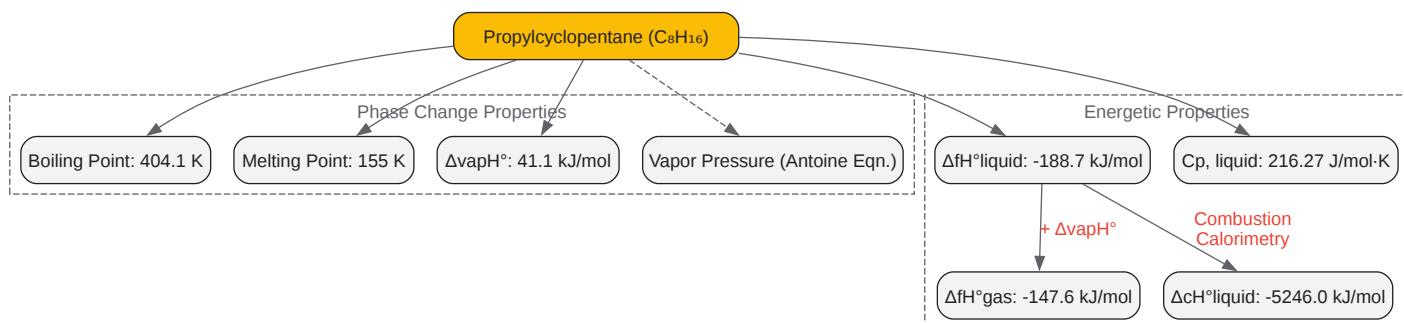 Propylcyclopentane (C₈H₁₆)
Phase Change Properties
Energetic Properties
Boiling Point: 404.1 K
Melting Point: 155 K
ΔvapH°: 41.1 kJ/mol
Vapor Pressure (Antoine Eqn.)
ΔfH°liquid: -188.7 kJ/mol
Cp, liquid: 216.27 J/mol·K
+ ΔvapH°
Combustion
Calorimetry
ΔfH°gas: -147.6 kJ/mol
ΔcH°liquid: -5246.0 kJ/mol